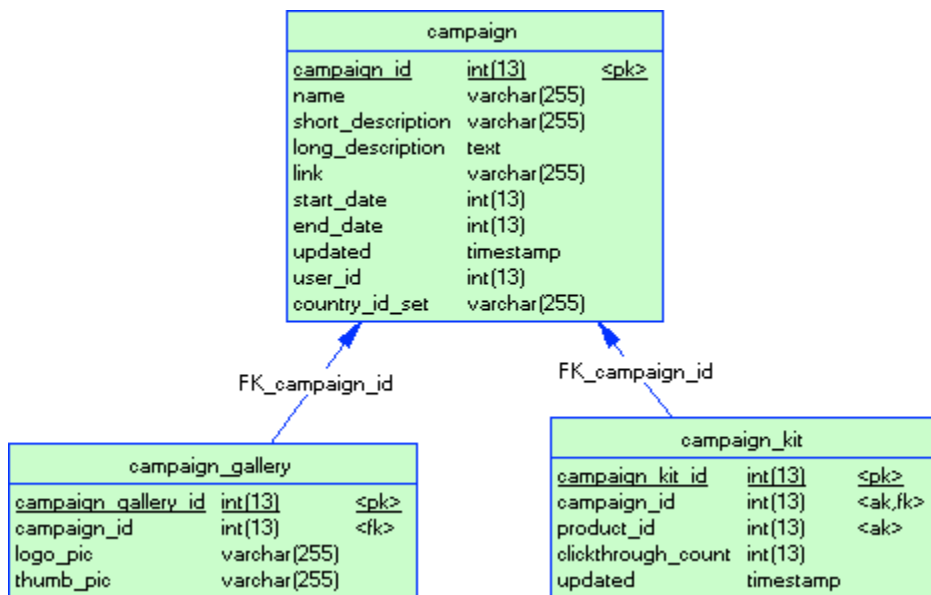 campaign
campaign_id int(13) <pk>
name varchar(255)
short_description varchar(255)
long_description text
link varchar(255)
start_date int(13)
end_date int(13)
updated timestamp
user_id int(13)
country_id_set varchar(255)
FK_campaign_id
FK_campaign_id
campaign_gallery
campaign_gallery_id int(13) <pk>
campaign_id int(13) <fk>
logo_pic varchar(255)
thumb_pic varchar(255)
campaign_kit
campaign_kit_id int(13) <pk>
campaign_id int(13) <ak,fk>
product_id int(13) <ak>
clickthrough_count int(13)
updated timestamp